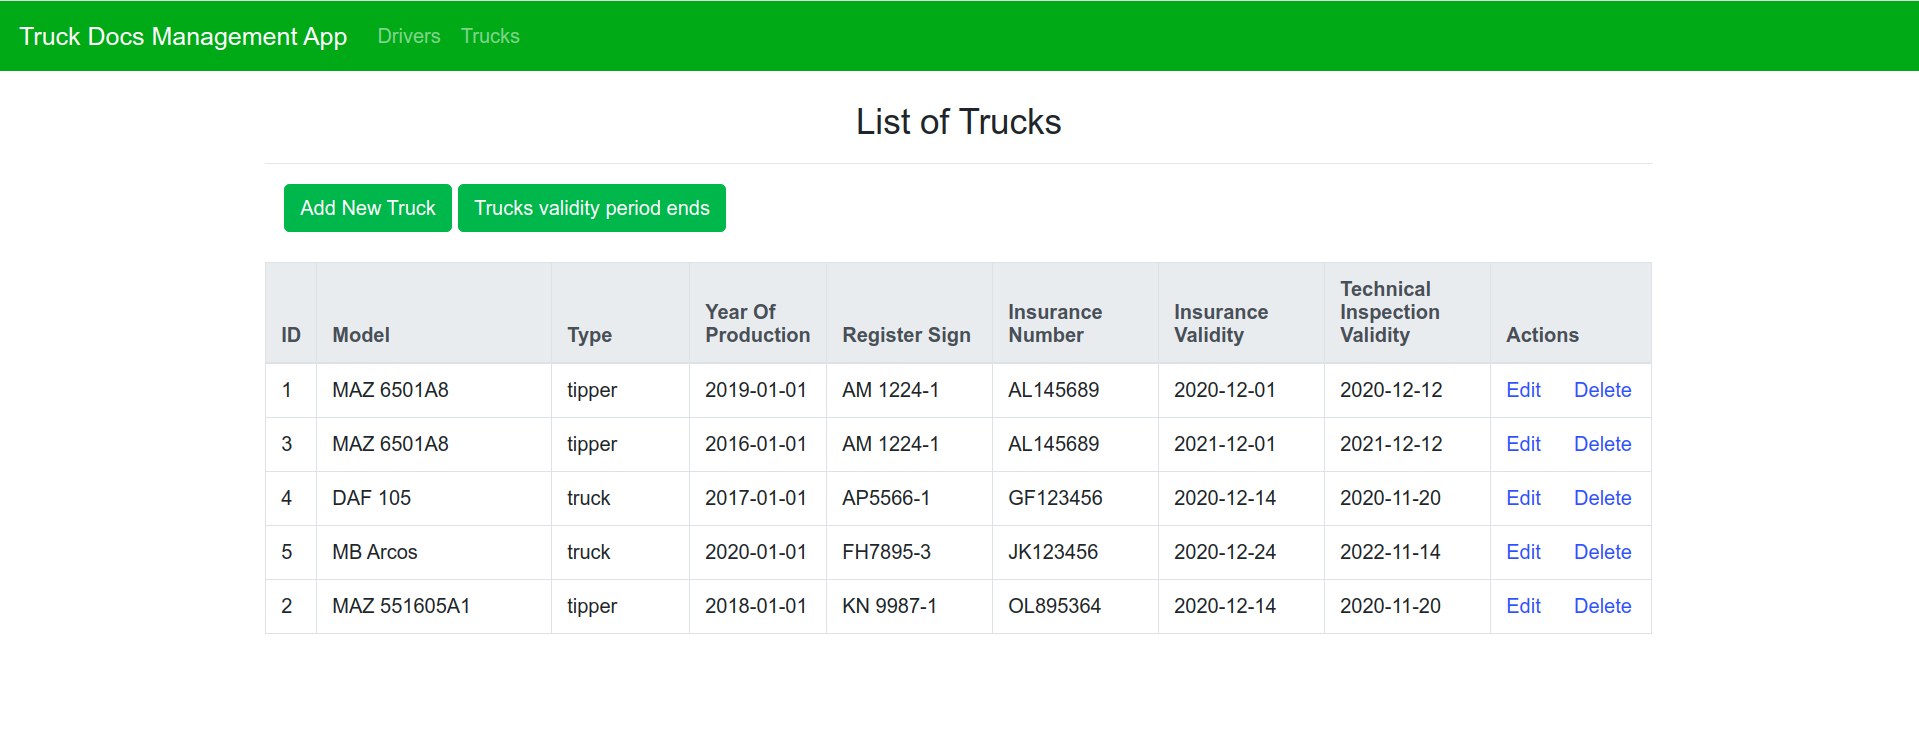 Truck Docs Management App Drivers Trucks
List of Trucks
Add New Truck Trucks validity period ends
ID Model Type Year Of Production Register Sign Insurance Number Insurance Validity Technical Inspection Validity Actions
1 MAZ 6501A8 tipper 2019-01-01 AM 1224-1 AL145689 2020-12-01 2020-12-12 Edit Delete
3 MAZ 6501A8 tipper 2016-01-01 AM 1224-1 AL145689 2021-12-01 2021-12-12 Edit Delete
4 DAF 105 truck 2017-01-01 AP5566-1 GF123456 2020-12-14 2020-11-20 Edit Delete
5 MB Arcos truck 2020-01-01 FH7895-3 JK123456 2020-12-24 2022-11-14 Edit Delete
2 MAZ 551605A1 tipper 2018-01-01 KN 9987-1 OL895364 2020-12-14 2020-11-20 Edit Delete